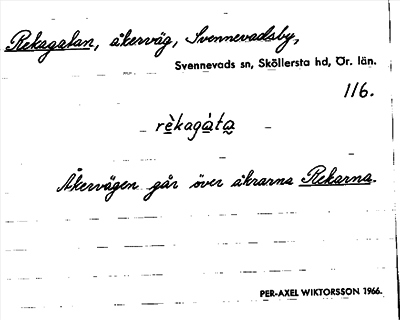 Rekagatan, åkerväg, Svennevadsby,
Svennevads sn, Sköllersta hd, Ör. län.
116.
rèkagàta
Åkervägen går över åkrarna Rekarna.
PER-AXEL WIKTORSSON 1966.